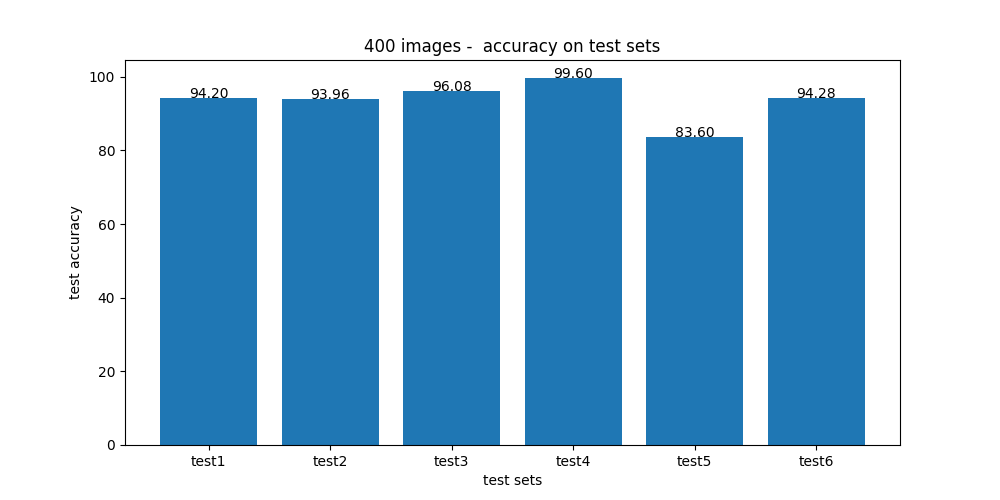 400 images -  accuracy on test sets
94.20
93.96
96.08
99.60
83.60
94.28
100
80
60
40
20
0
test accuracy
test1
test2
test3
test4
test5
test6
test sets